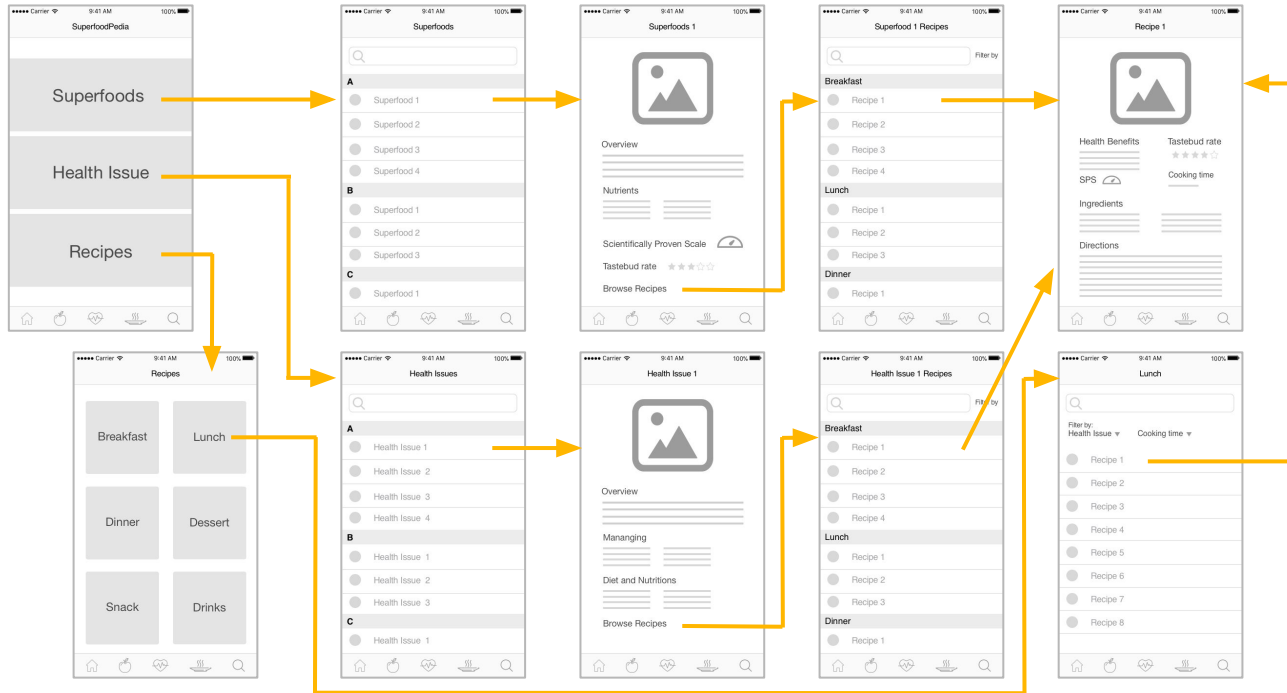 ●●●●● Carrier 9:41 AM 100%
SuperfoodPedia
Superfoods
Health Issue
Recipes
●●●●● Carrier 9:41 AM 100%
Superfoods
A
Superfood 1
Superfood 2
Superfood 3
Superfood 4
B
Superfood 1
Superfood 2
Superfood 3
C
Superfood 1
●●●●● Carrier 9:41 AM 100%
Superfoods 1
Overview
Nutrients
Scientifically Proven Scale
Tastebud rate ★★★☆☆
Browse Recipes
●●●●● Carrier 9:41 AM 100%
Superfood 1 Recipes
Filter by
Breakfast
Recipe 1
Recipe 2
Recipe 3
Recipe 4
Lunch
Recipe 1
Recipe 2
Recipe 3
Dinner
Recipe 1
●●●●● Carrier 9:41 AM 100%
Recipe 1
Health Benefits Tastebud rate
★★★★☆
SPS Cooking time
Ingredients
Directions
●●●●● Carrier 9:41 AM 100%
Recipes
Breakfast Lunch
Dinner Dessert
Snack Drinks
●●●●● Carrier 9:41 AM 100%
Health Issues
A
Health Issue 1
Health Issue 2
Health Issue 3
Health Issue 4
B
Health Issue 1
Health Issue 2
Health Issue 3
C
Health Issue 1
●●●●● Carrier 9:41 AM 100%
Health Issue 1
Overview
Mananging
Diet and Nutritions
Browse Recipes
●●●●● Carrier 9:41 AM 100%
Health Issue 1 Recipes
Filter by
Breakfast
Recipe 1
Recipe 2
Recipe 3
Recipe 4
Lunch
Recipe 1
Recipe 2
Recipe 3
Dinner
Recipe 1
●●●●● Carrier 9:41 AM 100%
Lunch
Filter by:
Health Issue ▼ Cooking time ▼
Recipe 1
Recipe 2
Recipe 3
Recipe 4
Recipe 5
Recipe 6
Recipe 7
Recipe 8